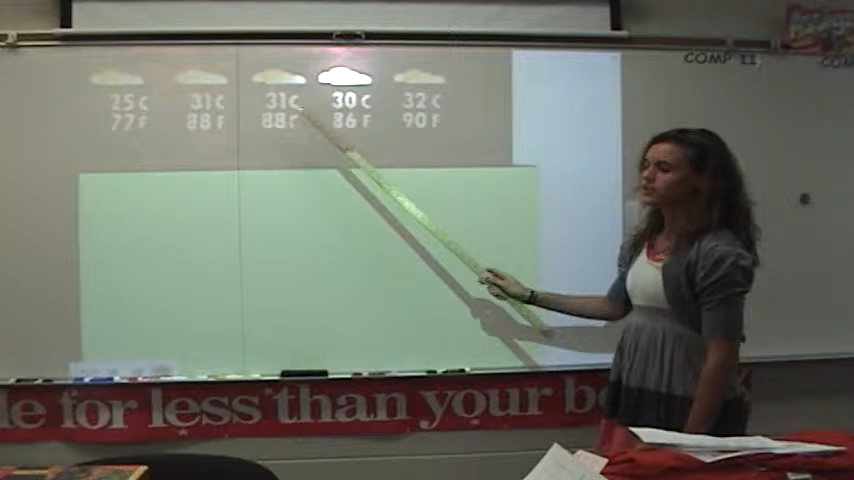 COMP 11
25 C 31 C 31 C 30 C 32 C
77 F 88 F 88 F 86 F 90 F
le for less than your b